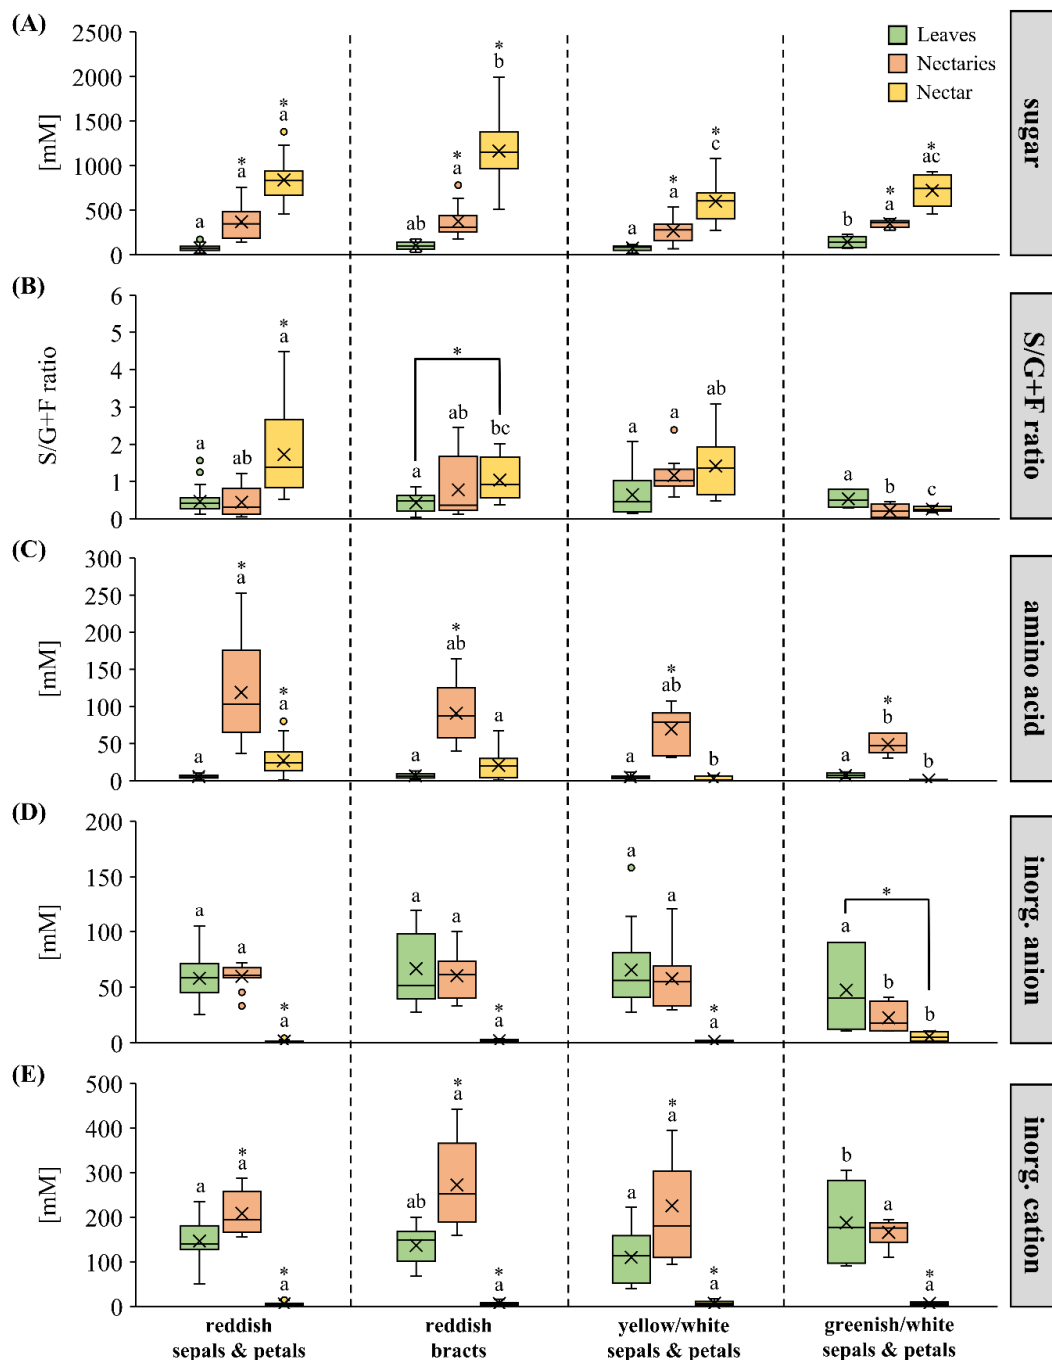 (A)
2500
2000
1500
1000
500
0
[mM]
Leaves
Nectaries
Nectar
a
*
a
*
a
ab
*
a
*
b
a
*
a
*
c
b
*
a
*
ac
sugar
(B)
6
5
4
3
2
1
0
S/G+F ratio
a
ab
*
a
*
a
ab
bc
a
a
ab
a
b
c
S/G+F ratio
(C)
300
250
200
150
100
50
0
[mM]
a
*
a
*
a
a
*
ab
a
a
*
ab
b
a
*
b
b
amino acid
(D)
200
150
100
50
0
[mM]
a
a
*
a
a
a
*
a
a
a
*
a
*
a
b
b
inorg. anion
(E)
500
400
300
200
100
0
[mM]
a
*
a
*
a
ab
*
a
*
a
a
*
a
*
a
b
a
*
a
inorg. cation
reddish
sepals & petals
reddish
bracts
yellow/white
sepals & petals
greenish/white
sepals & petals